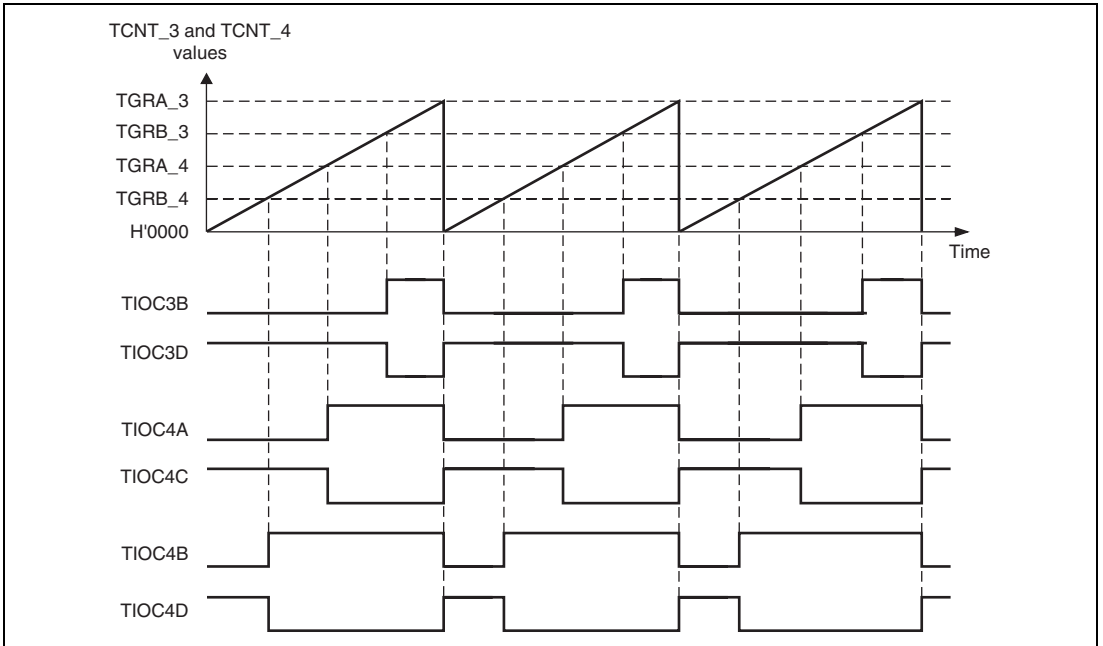 TCNT_3 and TCNT_4
values
TGRA_3
TGRB_3
TGRA_4
TGRB_4
H'0000
Time
TIOC3B
TIOC3D
TIOC4A
TIOC4C
TIOC4B
TIOC4D